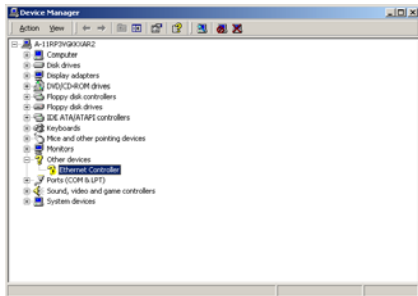 Device Manager
Action View
A-11RP3VGKXXAR2
Computer
Disk drives
Display adapters
DVD/CD-ROM drives
Floppy disk controllers
Floppy disk drives
IDE ATA/ATAPI controllers
Keyboards
Mice and other pointing devices
Monitors
Other devices
Ethernet Controller
Ports (COM & LPT)
Sound, video and game controllers
System devices